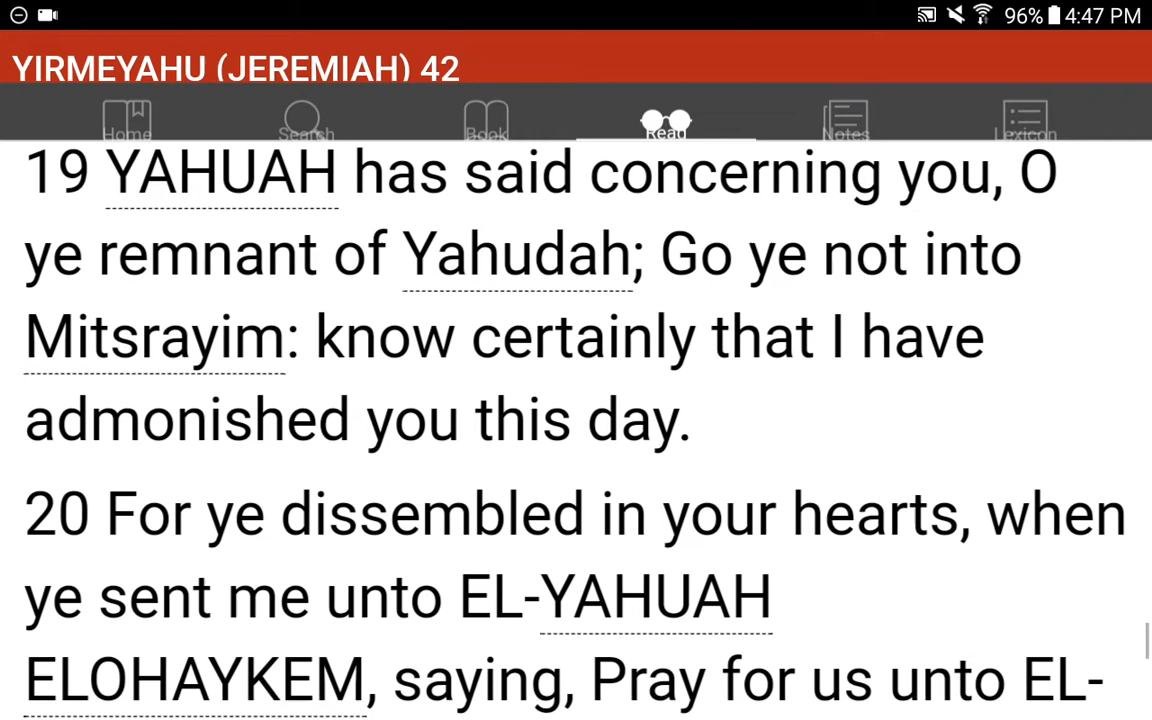 96% 4:47 PM
YIRMEYAHU (JEREMIAH) 42
Home Search Book Read Notes Lexicon
19 YAHUAH has said concerning you, O
ye remnant of Yahudah; Go ye not into
Mitsrayim: know certainly that I have
admonished you this day.
20 For ye dissembled in your hearts, when
ye sent me unto EL-YAHUAH
ELOHAYKEM, saying, Pray for us unto EL-